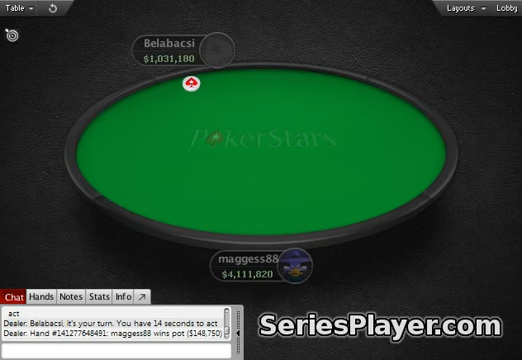 Table
Layouts
Lobby
Belabacsi
$1,031,180
PokerStars
maggess88
$4,111,820
Chat Hands Notes Stats Info
act
Dealer: Belabacsi, it's your turn. You have 14 seconds to act
Dealer: Hand #141277648491: maggess88 wins pot ($148,750)
SeriesPlayer.com